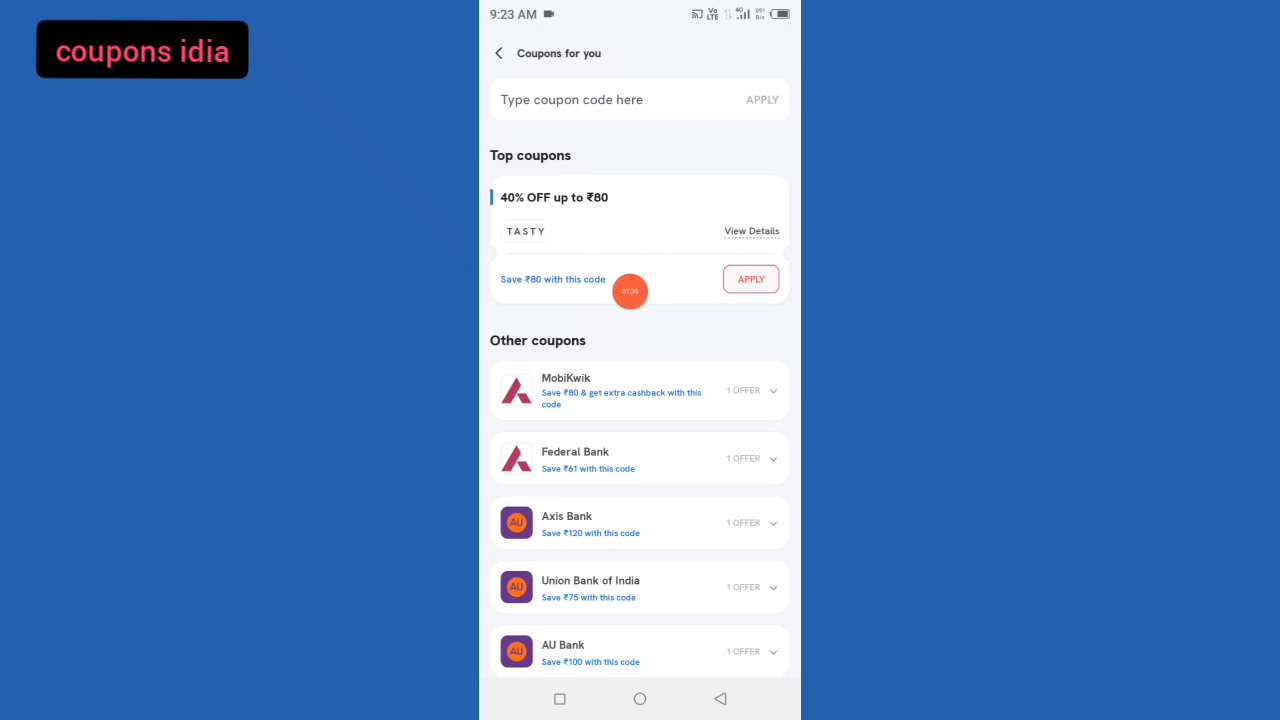 coupons idia
9:23 AM
Vo LTE
4G
691 B/s
Coupons for you
Type coupon code here APPLY
Top coupons
40% OFF up to ₹80
TASTY View Details
Save ₹80 with this code APPLY
01:39
Other coupons
MobiKwik
Save ₹80 & get extra cashback with this
code
1 OFFER
Federal Bank
Save ₹61 with this code
1 OFFER
AU
Axis Bank
Save ₹120 with this code
1 OFFER
AU
Union Bank of India
Save ₹75 with this code
1 OFFER
AU
AU Bank
Save ₹100 with this code
1 OFFER